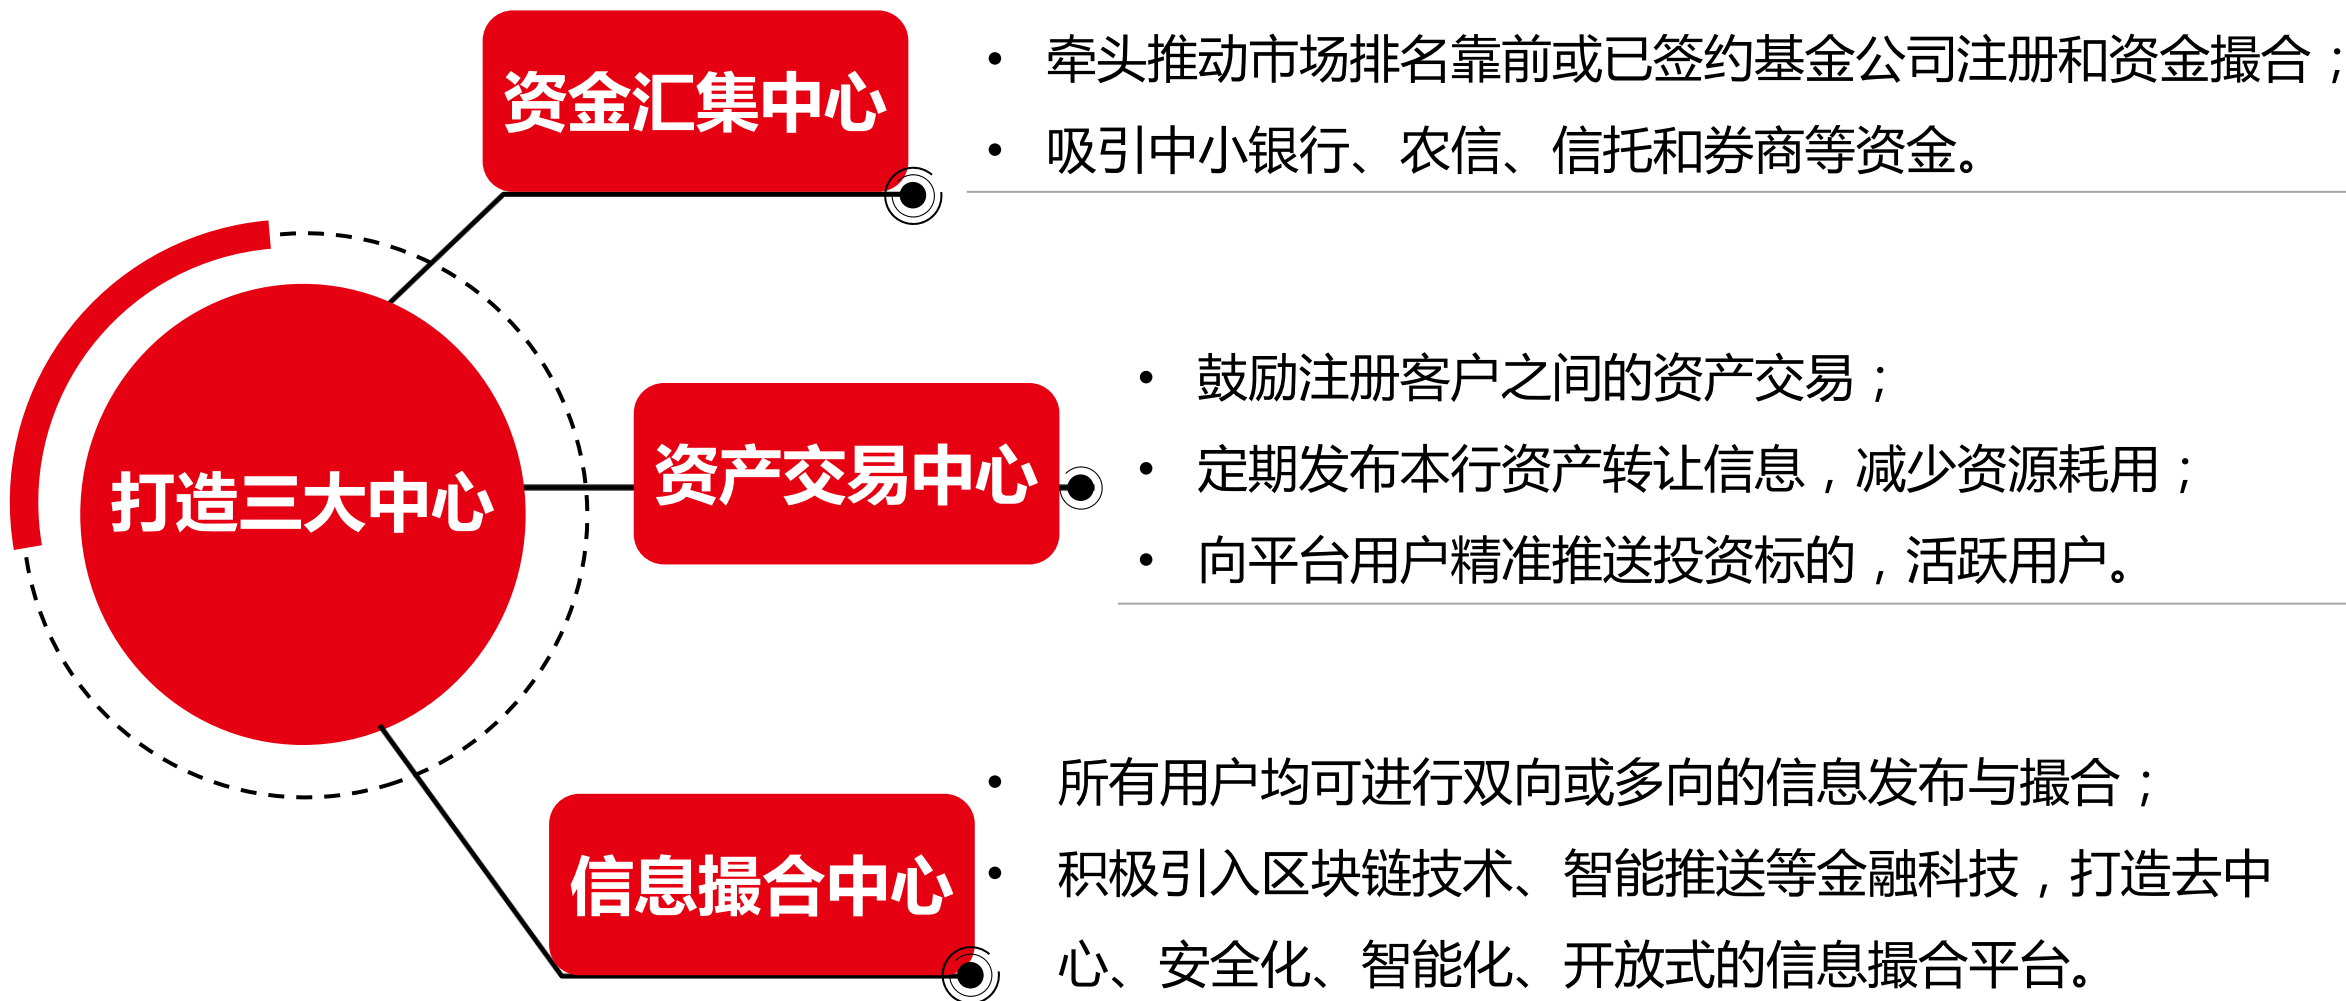 资金汇集中心
• 牵头推动市场排名靠前或已签约基金公司注册和资金撮合；
• 吸引中小银行、农信、信托和券商等资金。
打造三大中心
资产交易中心
• 鼓励注册客户之间的资产交易；
• 定期发布本行资产转让信息，减少资源耗用；
• 向平台用户精准推送投资标的，活跃用户。
信息撮合中心
• 所有用户均可进行双向或多向的信息发布与撮合；
• 积极引入区块链技术、智能推送等金融科技，打造去中
心、安全化、智能化、开放式的信息撮合平台。